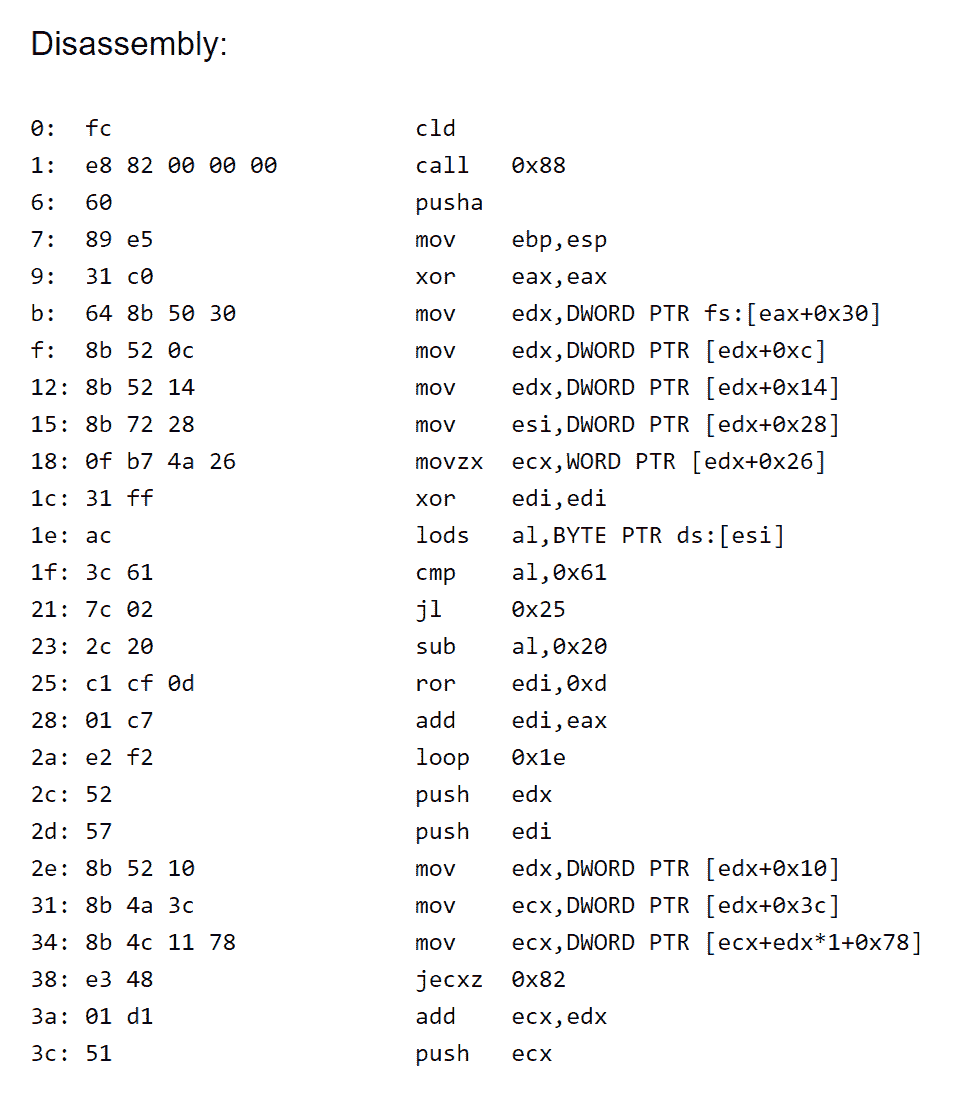 Disassembly:
0: fc cld
1: e8 82 00 00 00 call 0x88
6: 60 pusha
7: 89 e5 mov ebp,esp
9: 31 c0 xor eax,eax
b: 64 8b 50 30 mov edx,DWORD PTR fs:[eax+0x30]
f: 8b 52 0c mov edx,DWORD PTR [edx+0xc]
12: 8b 52 14 mov edx,DWORD PTR [edx+0x14]
15: 8b 72 28 mov esi,DWORD PTR [edx+0x28]
18: 0f b7 4a 26 movzx ecx,WORD PTR [edx+0x26]
1c: 31 ff xor edi,edi
1e: ac lods al,BYTE PTR ds:[esi]
1f: 3c 61 cmp al,0x61
21: 7c 02 jl 0x25
23: 2c 20 sub al,0x20
25: c1 cf 0d ror edi,0xd
28: 01 c7 add edi,eax
2a: e2 f2 loop 0x1e
2c: 52 push edx
2d: 57 push edi
2e: 8b 52 10 mov edx,DWORD PTR [edx+0x10]
31: 8b 4a 3c mov ecx,DWORD PTR [edx+0x3c]
34: 8b 4c 11 78 mov ecx,DWORD PTR [ecx+edx*1+0x78]
38: e3 48 jecxz 0x82
3a: 01 d1 add ecx,edx
3c: 51 push ecx